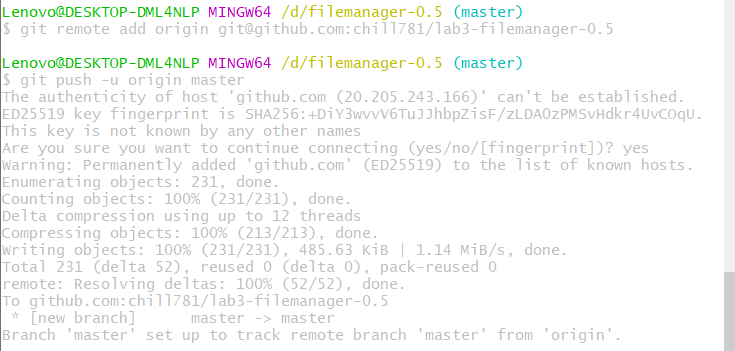 Lenovo@DESKTOP-DML4NLP MINGW64 /d/filemanager-0.5 (master)
$ git remote add origin git@github.com:chill781/lab3-filemanager-0.5
Lenovo@DESKTOP-DML4NLP MINGW64 /d/filemanager-0.5 (master)
$ git push -u origin master
The authenticity of host 'github.com (20.205.243.166)' can't be established.
ED25519 key fingerprint is SHA256:+DiY3wvvV6TuJJhbpZisF/zLDA0zPMSvHdkr4UvCOqU.
This key is not known by any other names
Are you sure you want to continue connecting (yes/no/[fingerprint])? yes
Warning: Permanently added 'github.com' (ED25519) to the list of known hosts.
Enumerating objects: 231, done.
Counting objects: 100% (231/231), done.
Delta compression using up to 12 threads
Compressing objects: 100% (213/213), done.
Writing objects: 100% (231/231), 485.63 KiB | 1.14 MiB/s, done.
Total 231 (delta 52), reused 0 (delta 0), pack-reused 0
remote: Resolving deltas: 100% (52/52), done.
To github.com:chill781/lab3-filemanager-0.5
 * [new branch]      master -> master
Branch 'master' set up to track remote branch 'master' from 'origin'.